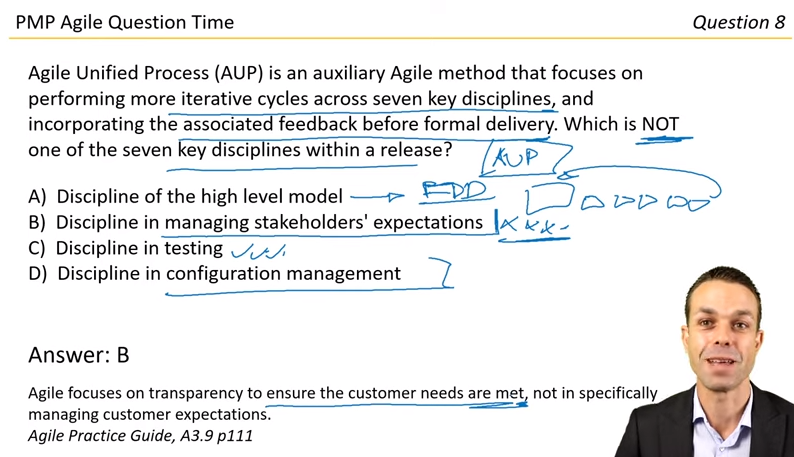 PMP Agile Question Time
Question 8
Agile Unified Process (AUP) is an auxiliary Agile method that focuses on
performing more iterative cycles across seven key disciplines, and
incorporating the associated feedback before formal delivery. Which is NOT
one of the seven key disciplines within a release?
AUP
A) Discipline of the high level model
FDD
B) Discipline in managing stakeholders' expectations
C) Discipline in testing
D) Discipline in configuration management
Answer: B
Agile focuses on transparency to ensure the customer needs are met, not in specifically
managing customer expectations.
Agile Practice Guide, A3.9 p111